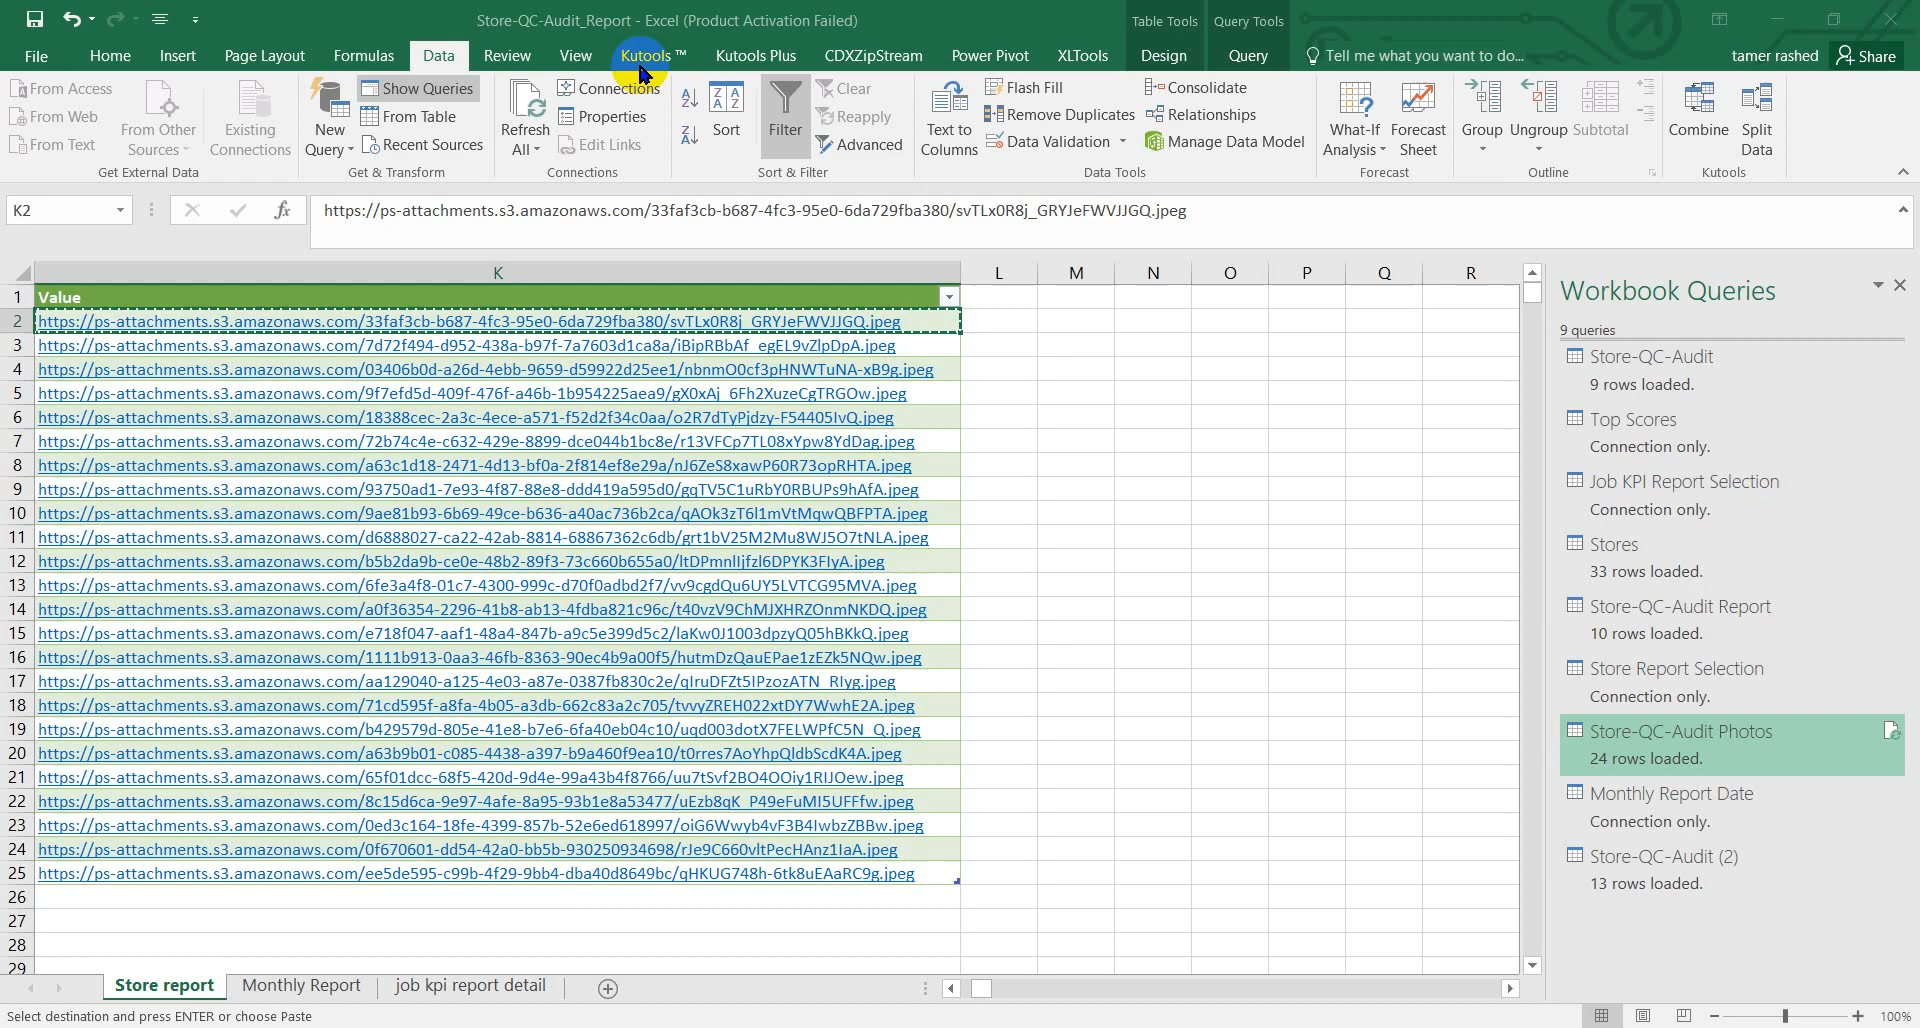 Store-QC-Audit_Report - Excel (Product Activation Failed)
Table Tools
Query Tools
File
Home
Insert
Page Layout
Formulas
Data
Review
View
Kutools ™
Kutools Plus
CDXZipStream
Power Pivot
XLTools
Design
Query
Tell me what you want to do...
tamer rashed
Share
From Access
From Web
From Text
From Other Sources
Existing Connections
Get External Data
New Query
Show Queries
From Table
Recent Sources
Get & Transform
Refresh All
Connections
Properties
Edit Links
Connections
Sort
Filter
Clear
Reapply
Advanced
Sort & Filter
Text to Columns
Flash Fill
Remove Duplicates
Data Validation
Consolidate
Relationships
Manage Data Model
Data Tools
What-If Analysis
Forecast Sheet
Forecast
Group
Ungroup
Subtotal
Outline
Combine
Split Data
Kutools
K2
fx
https://ps-attachments.s3.amazonaws.com/33faf3cb-b687-4fc3-95e0-6da729fba380/svTLx0R8j_GRYJeFWVJJGQ.jpeg
K L M N O P Q R
1 Value
2 https://ps-attachments.s3.amazonaws.com/33faf3cb-b687-4fc3-95e0-6da729fba380/svTLx0R8j_GRYJeFWVJJGQ.jpeg
3 https://ps-attachments.s3.amazonaws.com/7d72f494-d952-438a-b97f-7a7603d1ca8a/iBipRBbAf_egEL9vZlpDpA.jpeg
4 https://ps-attachments.s3.amazonaws.com/03406b0d-a26d-4ebb-9659-d59922d25ee1/nbnmO0cf3pHNWTuNA-xB9g.jpeg
5 https://ps-attachments.s3.amazonaws.com/9f7efd5d-409f-476f-a46b-1b954225aea9/gX0xAj_6Fh2XuzeCgTRGOw.jpeg
6 https://ps-attachments.s3.amazonaws.com/18388cec-2a3c-4ece-a571-f52d2f34c0aa/o2R7dTyPjdzy-F54405IvQ.jpeg
7 https://ps-attachments.s3.amazonaws.com/72b74c4e-c632-429e-8899-dce044b1bc8e/r13VFCp7TL08xYpw8YdDag.jpeg
8 https://ps-attachments.s3.amazonaws.com/a63c1d18-2471-4d13-bf0a-2f814ef8e29a/nJ6ZeS8xawP60R73opRHTA.jpeg
9 https://ps-attachments.s3.amazonaws.com/93750ad1-7e93-4f87-88e8-ddd419a595d0/gqTV5C1uRbY0RBUPs9hAfA.jpeg
10 https://ps-attachments.s3.amazonaws.com/9ae81b93-6b69-49ce-b636-a40ac736b2ca/qAOk3zT6l1mVtMqwQBFPTA.jpeg
11 https://ps-attachments.s3.amazonaws.com/d6888027-ca22-42ab-8814-68867362c6db/grt1bV25M2Mu8WJ5O7tNLA.jpeg
12 https://ps-attachments.s3.amazonaws.com/b5b2da9b-ce0e-48b2-89f3-73c660b655a0/ltDPmnlIjfzl6DPYK3FIyA.jpeg
13 https://ps-attachments.s3.amazonaws.com/6fe3a4f8-01c7-4300-999c-d70f0adbd2f7/vv9cgdQu6UY5LVTCG95MVA.jpeg
14 https://ps-attachments.s3.amazonaws.com/a0f36354-2296-41b8-ab13-4fdba821c96c/t40vzV9ChMJXHRZOnmNKDQ.jpeg
15 https://ps-attachments.s3.amazonaws.com/e718f047-aaf1-48a4-847b-a9c5e399d5c2/laKw0J1003dpzyQ05hBKkQ.jpeg
16 https://ps-attachments.s3.amazonaws.com/1111b913-0aa3-46fb-8363-90ec4b9a00f5/hutmDzQauEPae1zEZk5NQw.jpeg
17 https://ps-attachments.s3.amazonaws.com/aa129040-a125-4e03-a87e-0387fb830c2e/qIruDFZt5IPzozATN_RIyg.jpeg
18 https://ps-attachments.s3.amazonaws.com/71cd595f-a8fa-4b05-a3db-662c83a2c705/tvvyZREH022xtDY7WwhE2A.jpeg
19 https://ps-attachments.s3.amazonaws.com/b429579d-805e-41e8-b7e6-6fa40eb04c10/uqd003dotX7FELWPfC5N_Q.jpeg
20 https://ps-attachments.s3.amazonaws.com/a63b9b01-c085-4438-a397-b9a460f9ea10/t0rres7AoYhpQldbScdK4A.jpeg
21 https://ps-attachments.s3.amazonaws.com/65f01dcc-68f5-420d-9d4e-99a43b4f8766/uu7tSvf2BO4OOiy1RIJOew.jpeg
22 https://ps-attachments.s3.amazonaws.com/8c15d6ca-9e97-4afe-8a95-93b1e8a53477/uEzb8qK_P49eFuMI5UFFfw.jpeg
23 https://ps-attachments.s3.amazonaws.com/0ed3c164-18fe-4399-857b-52e6ed618997/oiG6Wwyb4vF3B4IwbzZBBw.jpeg
24 https://ps-attachments.s3.amazonaws.com/0f670601-dd54-42a0-bb5b-930250934698/rJe9C660vltPecHAnz1IaA.jpeg
25 https://ps-attachments.s3.amazonaws.com/ee5de595-c99b-4f29-9bb4-dba40d8649bc/qHKUG748h-6tk8uEAaRC9g.jpeg
26
27
28
29
Workbook Queries
9 queries
Store-QC-Audit
9 rows loaded.
Top Scores
Connection only.
Job KPI Report Selection
Connection only.
Stores
33 rows loaded.
Store-QC-Audit Report
10 rows loaded.
Store Report Selection
Connection only.
Store-QC-Audit Photos
24 rows loaded.
Monthly Report Date
Connection only.
Store-QC-Audit (2)
13 rows loaded.
Store report
Monthly Report
job kpi report detail
Select destination and press ENTER or choose Paste
100%